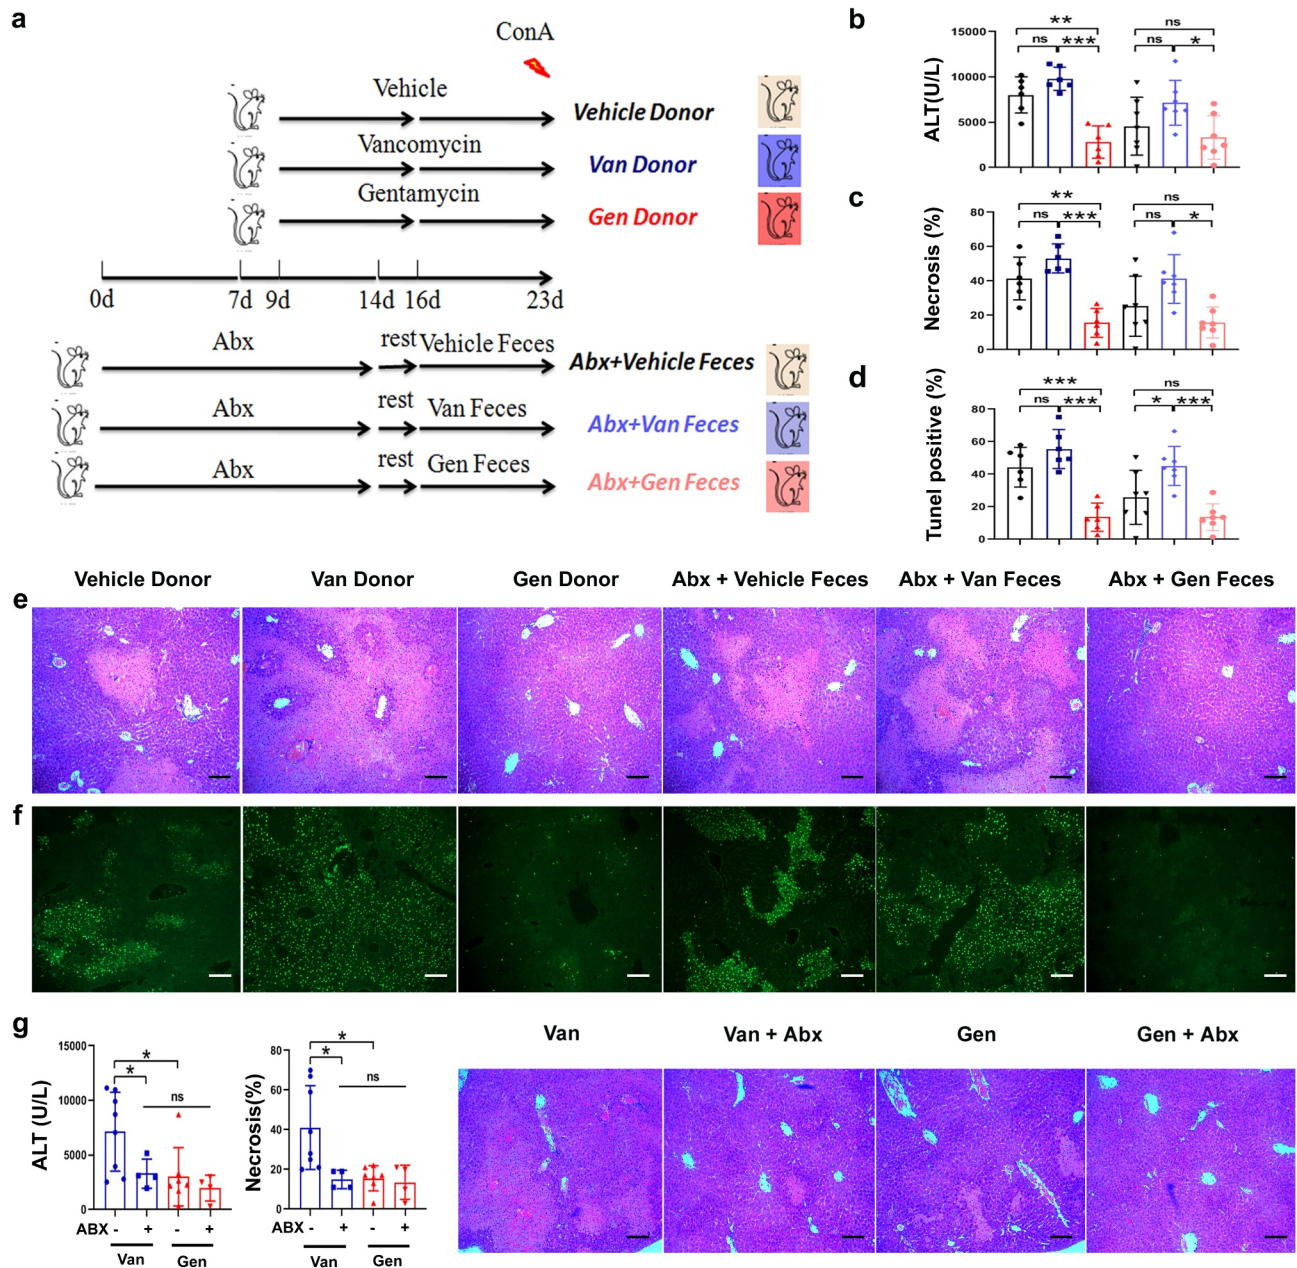 a
ConA
Vehicle
Vehicle Donor
Vancomycin
Van Donor
Gentamycin
Gen Donor
0d 7d 9d 14d 16d 23d
Abx rest Vehicle Feces
Abx+Vehicle Feces
Abx rest Van Feces
Abx+Van Feces
Abx rest Gen Feces
Abx+Gen Feces
b
ALT(U/L)
15000
10000
5000
0
** ns
ns *** ns *
c
Necrosis (%)
80
60
40
20
0
** ns
ns *** ns *
d
Tunel positive (%)
80
60
40
20
0
*** ns
ns *** * ***
Vehicle Donor Van Donor Gen Donor Abx + Vehicle Feces Abx + Van Feces Abx + Gen Feces
e
f
g
ALT (U/L)
15000
10000
5000
0
*
*
ns
ABX - + - +
Van Gen
Necrosis(%)
80
60
40
20
0
*
*
ns
- + - +
Van Gen
Van Van + Abx Gen Gen + Abx